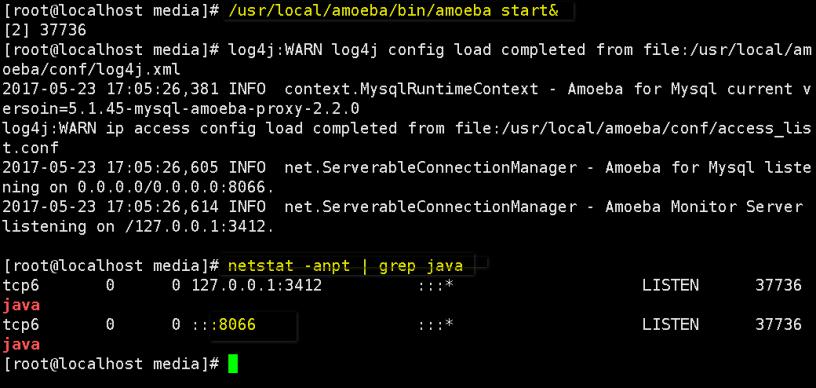 [root@localhost media]# /usr/local/amoeba/bin/amoeba start&
[2] 37736
[root@localhost media]# log4j:WARN log4j config load completed from file:/usr/local/am
oeba/conf/log4j.xml
2017-05-23 17:05:26,381 INFO  context.MysqlRuntimeContext - Amoeba for Mysql current v
ersoin=5.1.45-mysql-amoeba-proxy-2.2.0
log4j:WARN ip access config load completed from file:/usr/local/amoeba/conf/access_lis
t.conf
2017-05-23 17:05:26,605 INFO  net.ServerableConnectionManager - Amoeba for Mysql liste
ning on 0.0.0.0/0.0.0.0:8066.
2017-05-23 17:05:26,614 INFO  net.ServerableConnectionManager - Amoeba Monitor Server
listening on /127.0.0.1:3412.
[root@localhost media]# netstat -anpt | grep java
tcp6       0      0 127.0.0.1:3412          :::*                    LISTEN      37736
java
tcp6       0      0 :::8066                 :::*                    LISTEN      37736
java
[root@localhost media]#